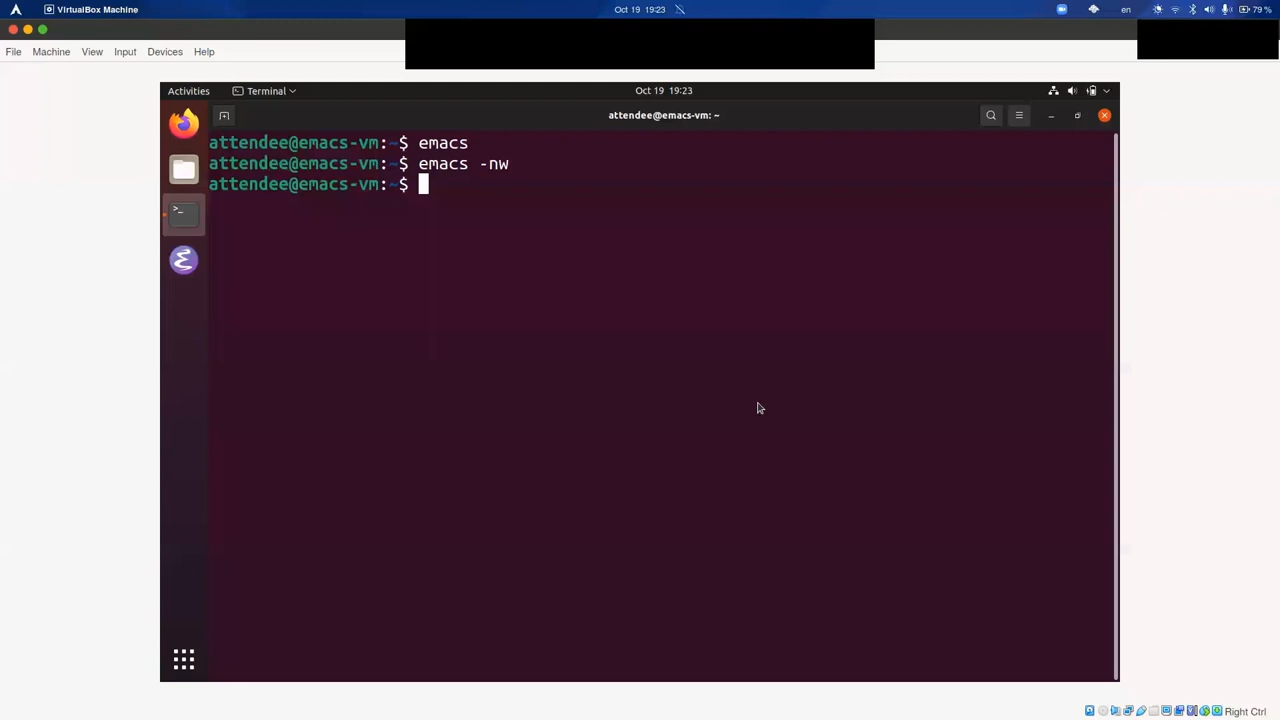 VirtualBox Machine
Oct 19 19:23
en
79 %
File Machine View Input Devices Help
Activities
Terminal
Oct 19 19:23
attendee@emacs-vm: ~
attendee@emacs-vm:~$ emacs
attendee@emacs-vm:~$ emacs -nw
attendee@emacs-vm:~$
Right Ctrl